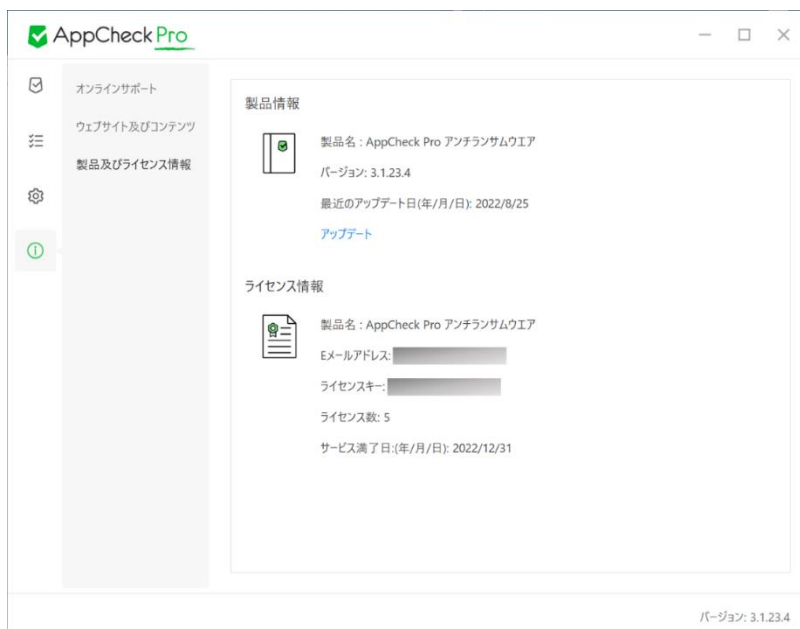 AppCheck Pro
オンラインサポート
ウェブサイト及びコンテンツ
製品及びライセンス情報
製品情報
製品名 : AppCheck Pro アンチランサムウエア
バージョン: 3.1.23.4
最近のアップデート日(年/月/日): 2022/8/25
アップデート
ライセンス情報
製品名 : AppCheck Pro アンチランサムウエア
Eメールアドレス:
ライセンスキー:
ライセンス数: 5
サービス満了日:(年/月/日): 2022/12/31
バージョン: 3.1.23.4